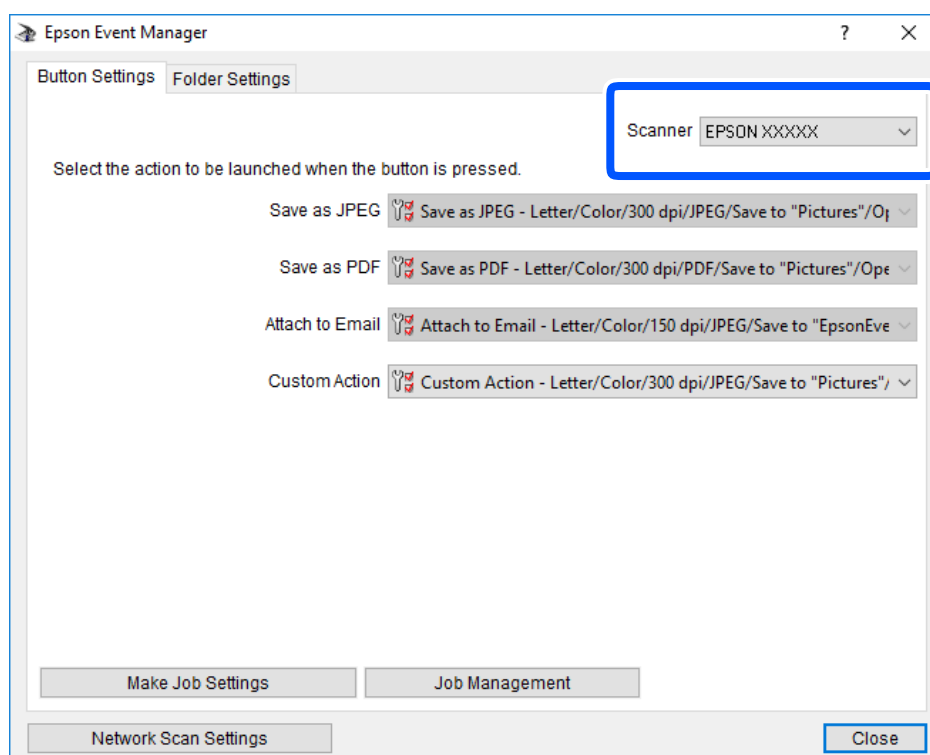 Epson Event Manager
Button Settings Folder Settings
Scanner EPSON XXXXX
Select the action to be launched when the button is pressed.
Save as JPEG Save as JPEG - Letter/Color/300 dpi/JPEG/Save to "Pictures"/Op
Save as PDF Save as PDF - Letter/Color/300 dpi/PDF/Save to "Pictures"/Ope
Attach to Email Attach to Email - Letter/Color/150 dpi/JPEG/Save to "EpsonEve
Custom Action Custom Action - Letter/Color/300 dpi/JPEG/Save to "Pictures"/
Make Job Settings Job Management
Network Scan Settings Close